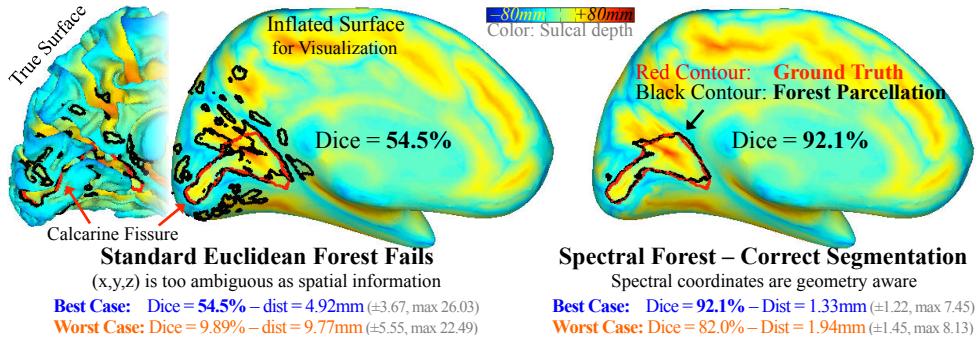 True Surface
Inflated Surface
for Visualization
−80mm +80mm
Color: Sulcal depth
Red Contour: Ground Truth
Black Contour: Forest Parcellation
Dice = 54.5%
Dice = 92.1%
Calcarine Fissure
Standard Euclidean Forest Fails
(x,y,z) is too ambiguous as spatial information
Best Case: Dice = 54.5% – dist = 4.92mm (±3.67, max 26.03)
Worst Case: Dice = 9.89% – dist = 9.77mm (±5.55, max 22.49)
Spectral Forest – Correct Segmentation
Spectral coordinates are geometry aware
Best Case: Dice = 92.1% – Dist = 1.33mm (±1.22, max 7.45)
Worst Case: Dice = 82.0% – Dist = 1.94mm (±1.45, max 8.13)